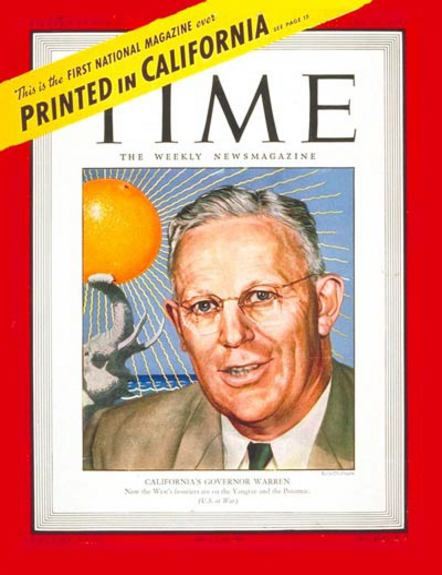 This is the FIRST NATIONAL MAGAZINE ever
PRINTED IN CALIFORNIA SEE PAGE 15
TIME
THE WEEKLY NEWSMAGAZINE
CALIFORNIA'S GOVERNOR WARREN
Now the West's frontiers are on the Yangtze and the Potomac.
(U.S. at War)